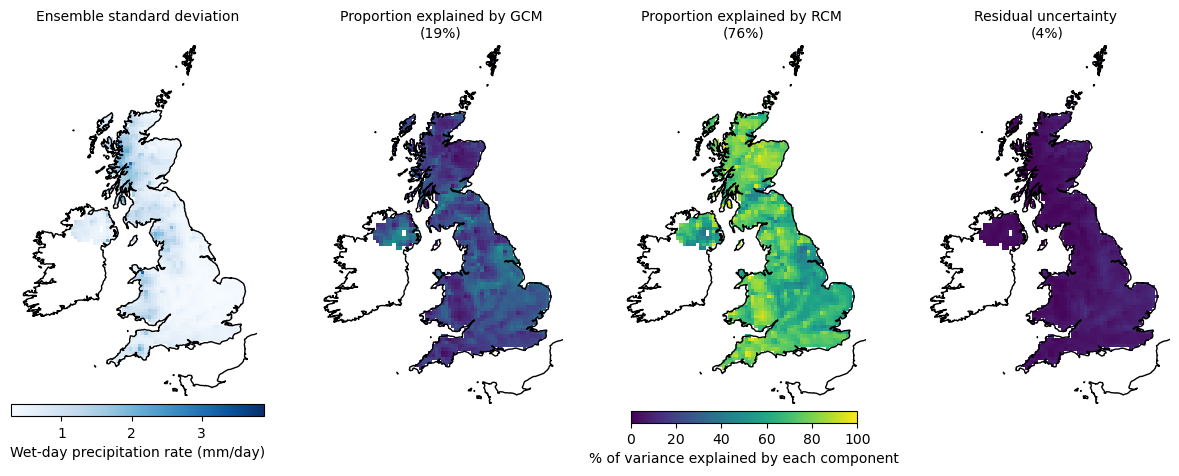 Ensemble standard deviation
Proportion explained by GCM
(19%)
Proportion explained by RCM
(76%)
Residual uncertainty
(4%)
1 2 3
Wet-day precipitation rate (mm/day)
0 20 40 60 80 100
% of variance explained by each component